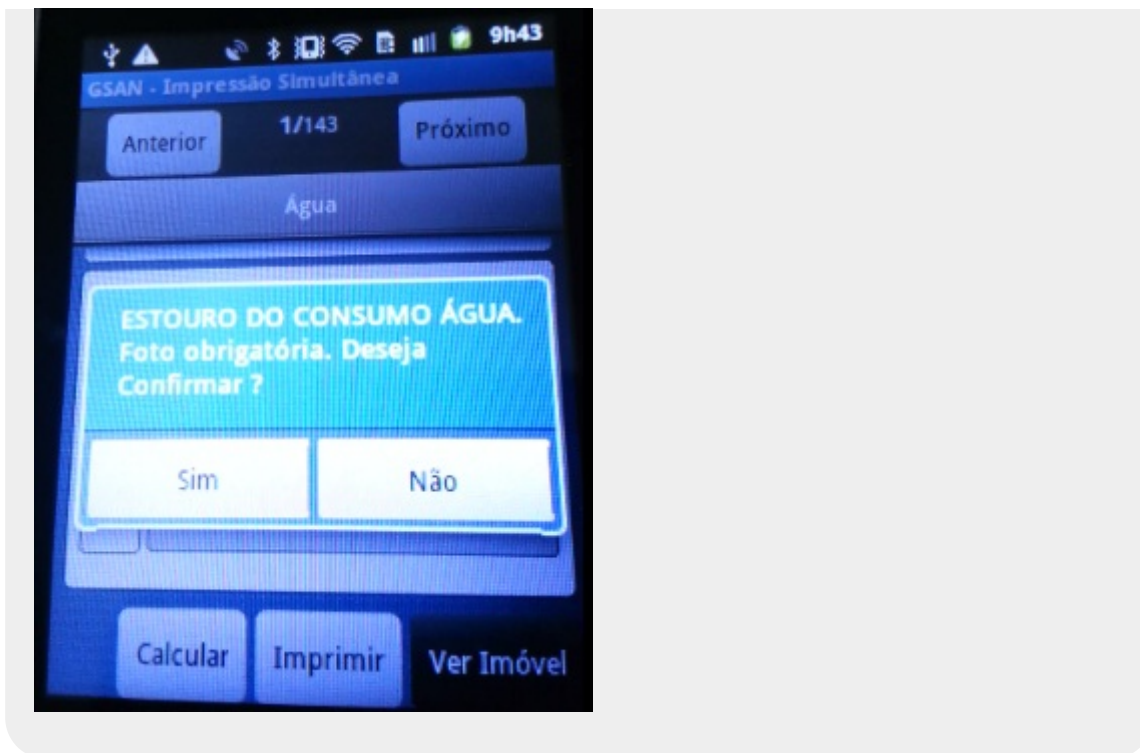 9h43
GSAN - Impressão Simultânea
Anterior
1/143
Próximo
Água
ESTOURO DO CONSUMO ÁGUA.
Foto obrigatória. Deseja
Confirmar ?
Sim
Não
Calcular
Imprimir
Ver Imóvel